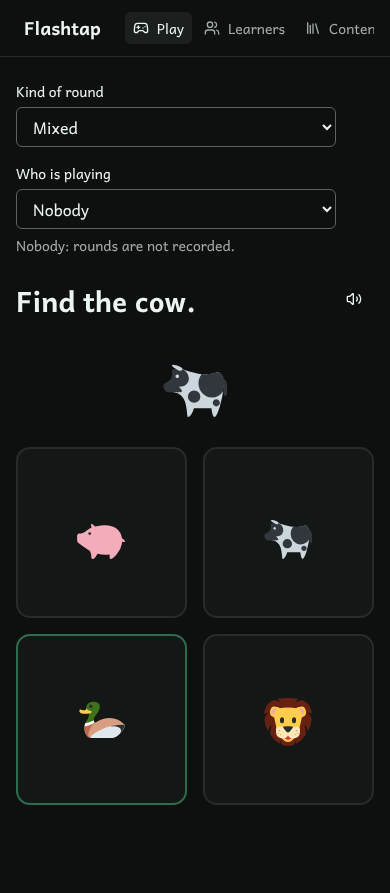 Flashtap
Play
Learners
Conten
Kind of round
Mixed
Who is playing
Nobody
Nobody: rounds are not recorded.
Find the cow.